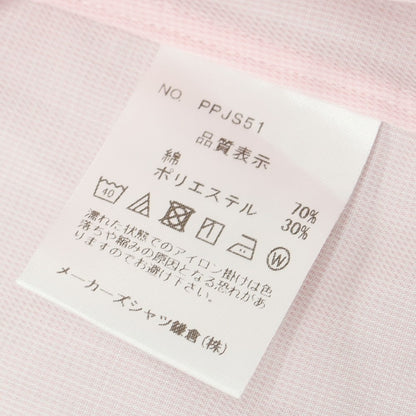 NO. PPJS51
品質表示
綿 70%
ポリエステル 30%
40 W
濡れた状態でのアイロン掛けは色
落ちや縮みの原因となる恐れがあ
りますのでお避け下さい。
メーカーズシャツ鎌倉(株)